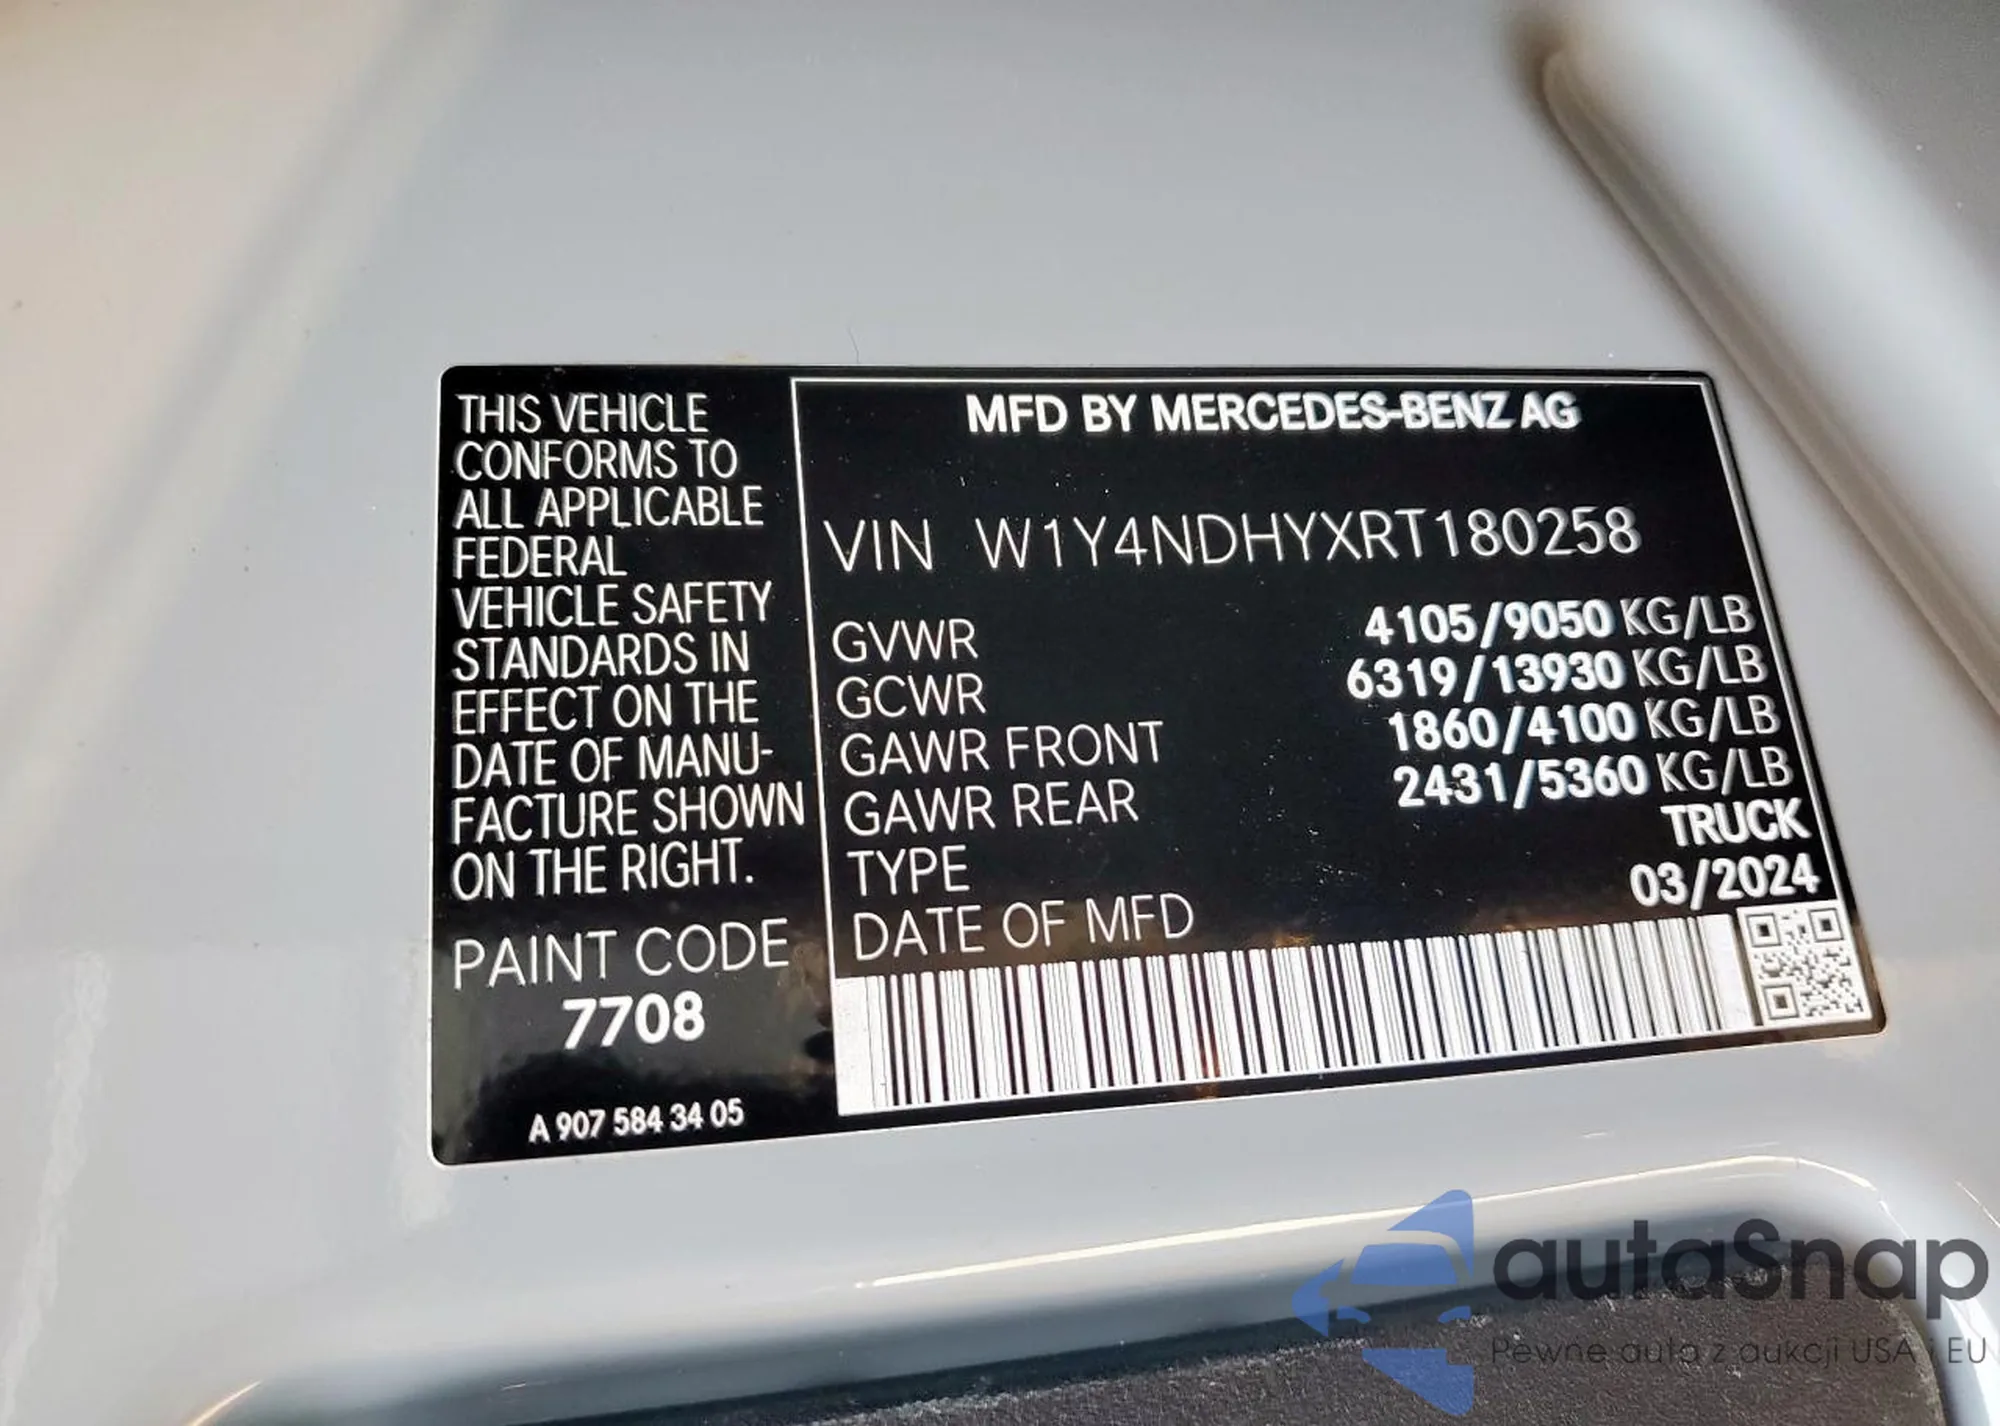 THIS VEHICLE
CONFORMS TO
ALL APPLICABLE
FEDERAL
VEHICLE SAFETY
STANDARDS IN
EFFECT ON THE
DATE OF MANU-
FACTURE SHOWN
ON THE RIGHT.
PAINT CODE
7708
A 907 584 34 05
MFD BY MERCEDES-BENZ AG
VIN W1Y4NDHYXRT180258
GVWR 4105/9050 KG/LB
GCWR 6319/13930 KG/LB
GAWR FRONT 1860/4100 KG/LB
GAWR REAR 2431/5360 KG/LB
TYPE TRUCK
DATE OF MFD 03/2024
autaSnap
Pewne auta z aukcji USA i EU